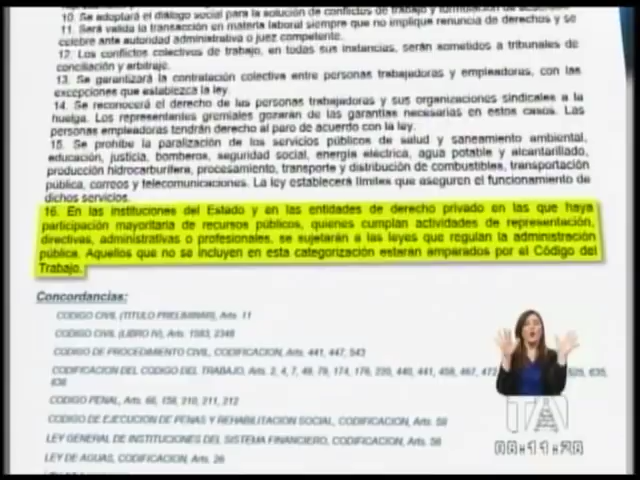 10. Se adoptará el diálogo social para la solución de conflictos de trabajo y formulación de acuerdos.
11. Será valida la transacción en materia laboral siempre que no implique renuncia de derechos y se
celebre ante autoridad administrativa o juez competente.
12. Los conflictos colectivos de trabajo, en todas sus instancias, serán sometidos a tribunales de
conciliación y arbitraje.
13. Se garantizará la contratación colectiva entre personas trabajadoras y empleadoras, con las
excepciones que establezca la ley.
14. Se reconocerá el derecho de las personas trabajadoras y sus organizaciones sindicales a la
huelga. Los representantes gremiales gozarán de las garantías necesarias en estos casos. Las
personas empleadoras tendrán derecho al paro de acuerdo con la ley.
15. Se prohíbe la paralización de los servicios públicos de salud y saneamiento ambiental,
educación, justicia, bomberos, seguridad social, energía eléctrica, agua potable y alcantarillado,
producción hidrocarburífera, procesamiento, transporte y distribución de combustibles, transportación
pública, correos y telecomunicaciones. La ley establecerá límites que aseguren el funcionamiento de
dichos servicios.
16. En las instituciones del Estado y en las entidades de derecho privado en las que haya
participación mayoritaria de recursos públicos, quienes cumplan actividades de representación,
directivas, administrativas o profesionales, se sujetarán a las leyes que regulan la administración
pública. Aquellos que no se incluyen en esta categorización estarán amparados por el Código del
Trabajo.
Concordancias:
CODIGO CIVIL (TITULO PRELIMINAR), Arts. 11
CODIGO CIVIL (LIBRO IV), Arts. 1583, 2348
CODIGO DE PROCEDIMIENTO CIVIL, CODIFICACION, Arts. 441, 447, 543
CODIFICACION DEL CODIGO DEL TRABAJO, Arts. 2, 4, 7, 49, 79, 174, 176, 220, 440, 441, 459, 467, 472 525, 635,
636
CODIGO PENAL, Arts. 66, 158, 210, 211, 212
CODIGO DE EJECUCION DE PENAS Y REHABILITACION SOCIAL, CODIFICACION, Arts. 58
LEY GENERAL DE INSTITUCIONES DEL SISTEMA FINANCIERO, CODIFICACION, Arts. 56
LEY DE AGUAS, CODIFICACION, Arts. 26
TA